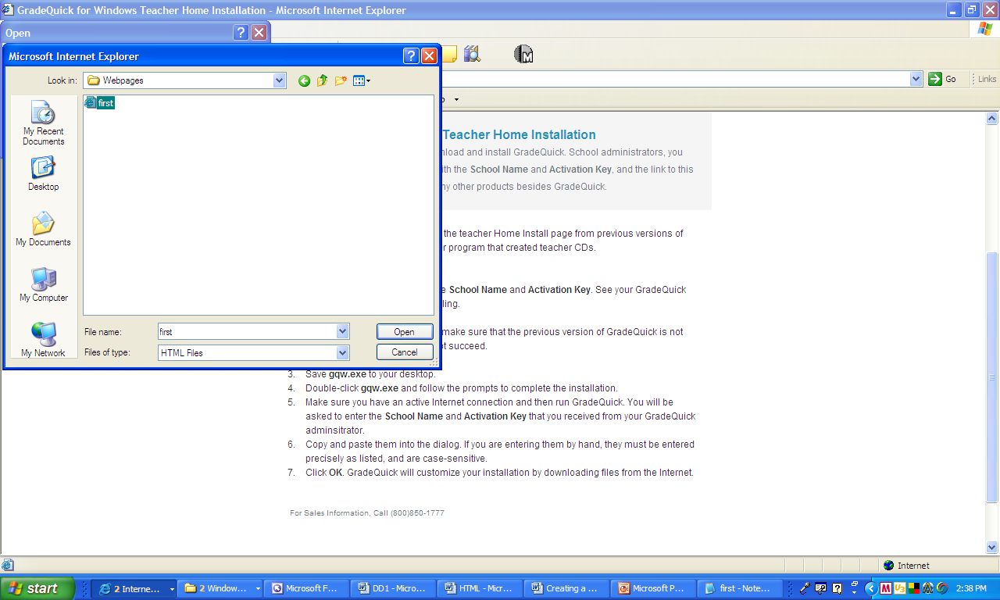 GradeQuick for Windows Teacher Home Installation - Microsoft Internet Explorer
Open
Microsoft Internet Explorer
Look in: Webpages
first
My Recent
Documents
Desktop
My Documents
My Computer
My Network
File name: first Open
Files of type: HTML Files Cancel
Go Links
Teacher Home Installation
and install GradeQuick. School administrators, you
the School Name and Activation Key, and the link to this
other products besides GradeQuick.
the teacher Home Install page from previous versions of
program that created teacher CDs.
School Name and Activation Key. See your GradeQuick
make sure that the previous version of GradeQuick is not
succeed.
3. Save gqw.exe to your desktop.
4. Double-click gqw.exe and follow the prompts to complete the installation.
5. Make sure you have an active Internet connection and then run GradeQuick. You will be
asked to enter the School Name and Activation Key that you received from your GradeQuick
adminsitrator.
6. Copy and paste them into the dialog. If you are entering them by hand, they must be entered
precisely as listed, and are case-sensitive.
7. Click OK. GradeQuick will customize your installation by downloading files from the Internet.
For Sales Information, Call (800)850-1777
Internet
start 2 Interne... 2 Window... Microsoft F... DD1 - Micros... HTML - Micr... Creating a ... Microsoft P... first - Note... 2:38 PM